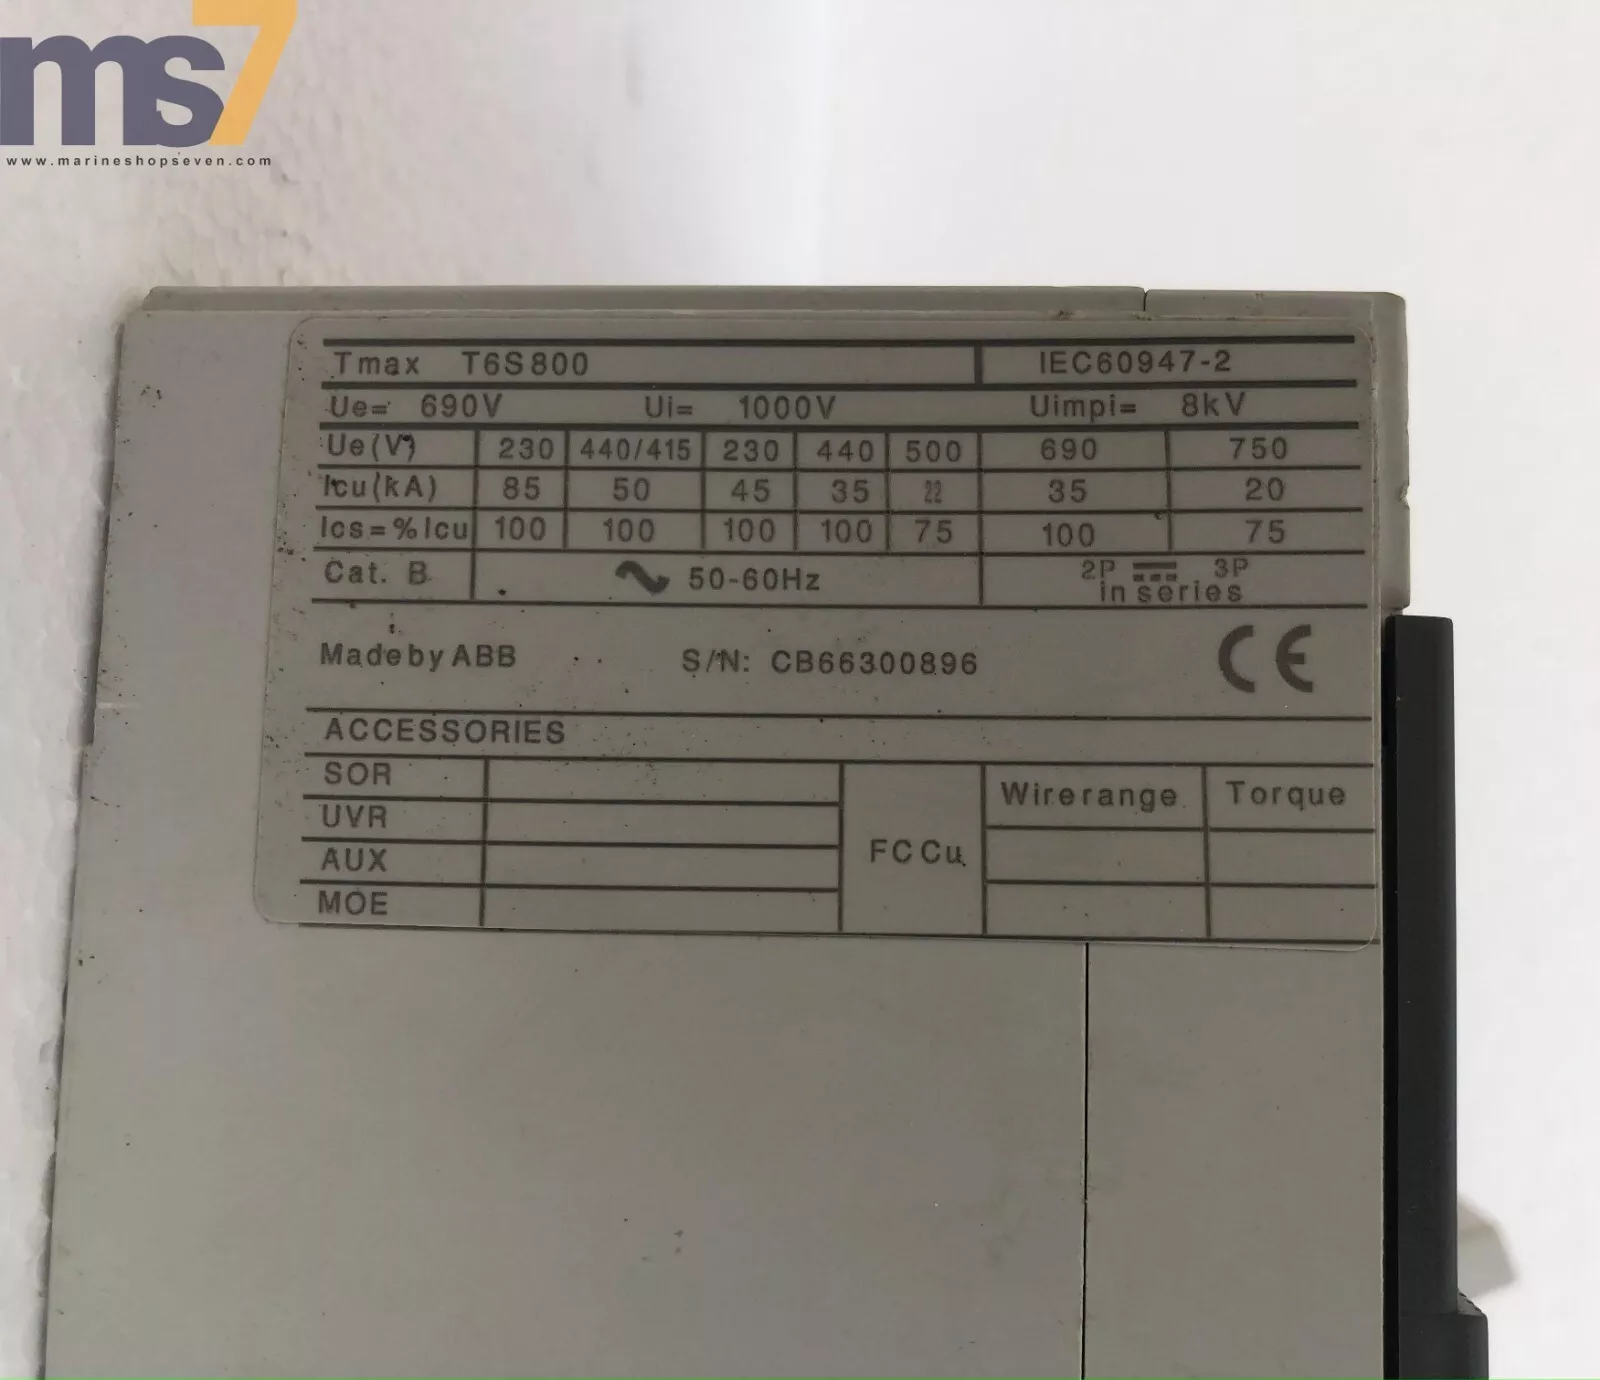 ms7
www.marineshopseven.com
Tmax T6S800 IEC60947-2
Ue= 690V Ui= 1000V Uimpi= 8kV
Ue(V) 230 440/415 230 440 500 690 750
Icu(kA) 85 50 45 35 22 35 20
Ics=%Icu 100 100 100 100 75 100 75
Cat. B 50-60Hz 2P 3P
in series
Made by ABB S/N: CB66300896 CE
ACCESSORIES
SOR
UVR
AUX
MOE
FC Cu
Wire range Torque